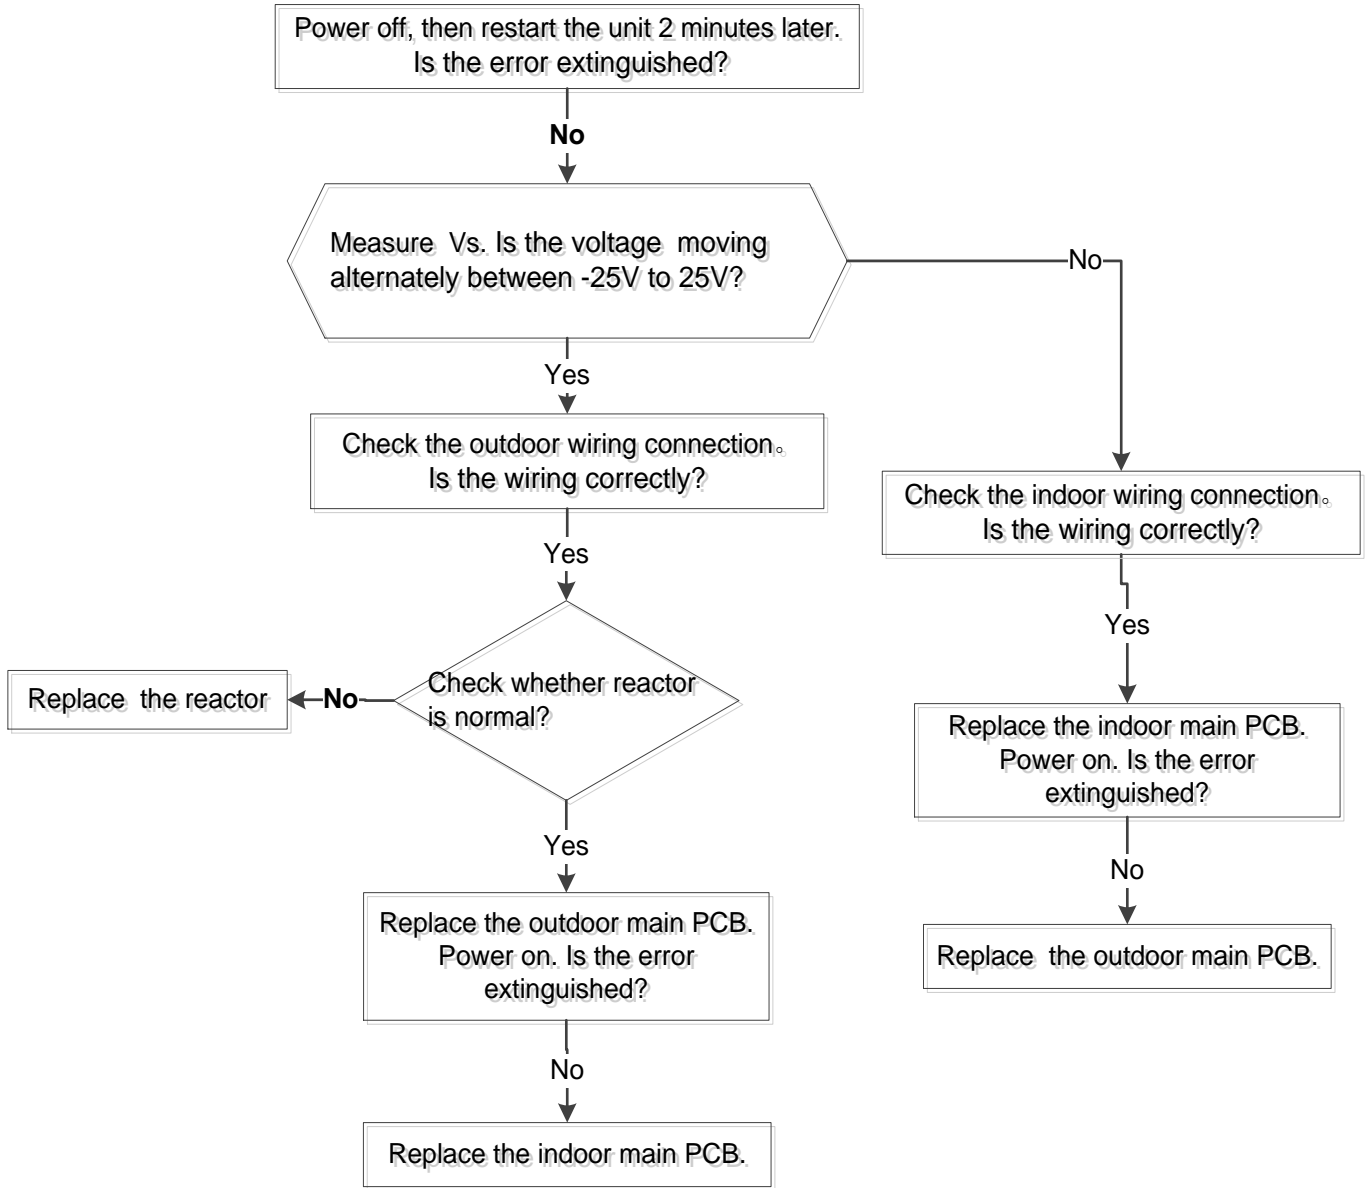 Power off, then restart the unit 2 minutes later.
Is the error extinguished?
No
Measure Vs. Is the voltage moving
alternately between -25V to 25V?
No
Yes
Check the outdoor wiring connection。
Is the wiring correctly?
Check the indoor wiring connection。
Is the wiring correctly?
Yes
Yes
Check whether reactor
is normal?
No
Replace the reactor
Replace the indoor main PCB.
Power on. Is the error
extinguished?
Yes
No
Replace the outdoor main PCB.
Power on. Is the error
extinguished?
Replace the outdoor main PCB.
No
Replace the indoor main PCB.